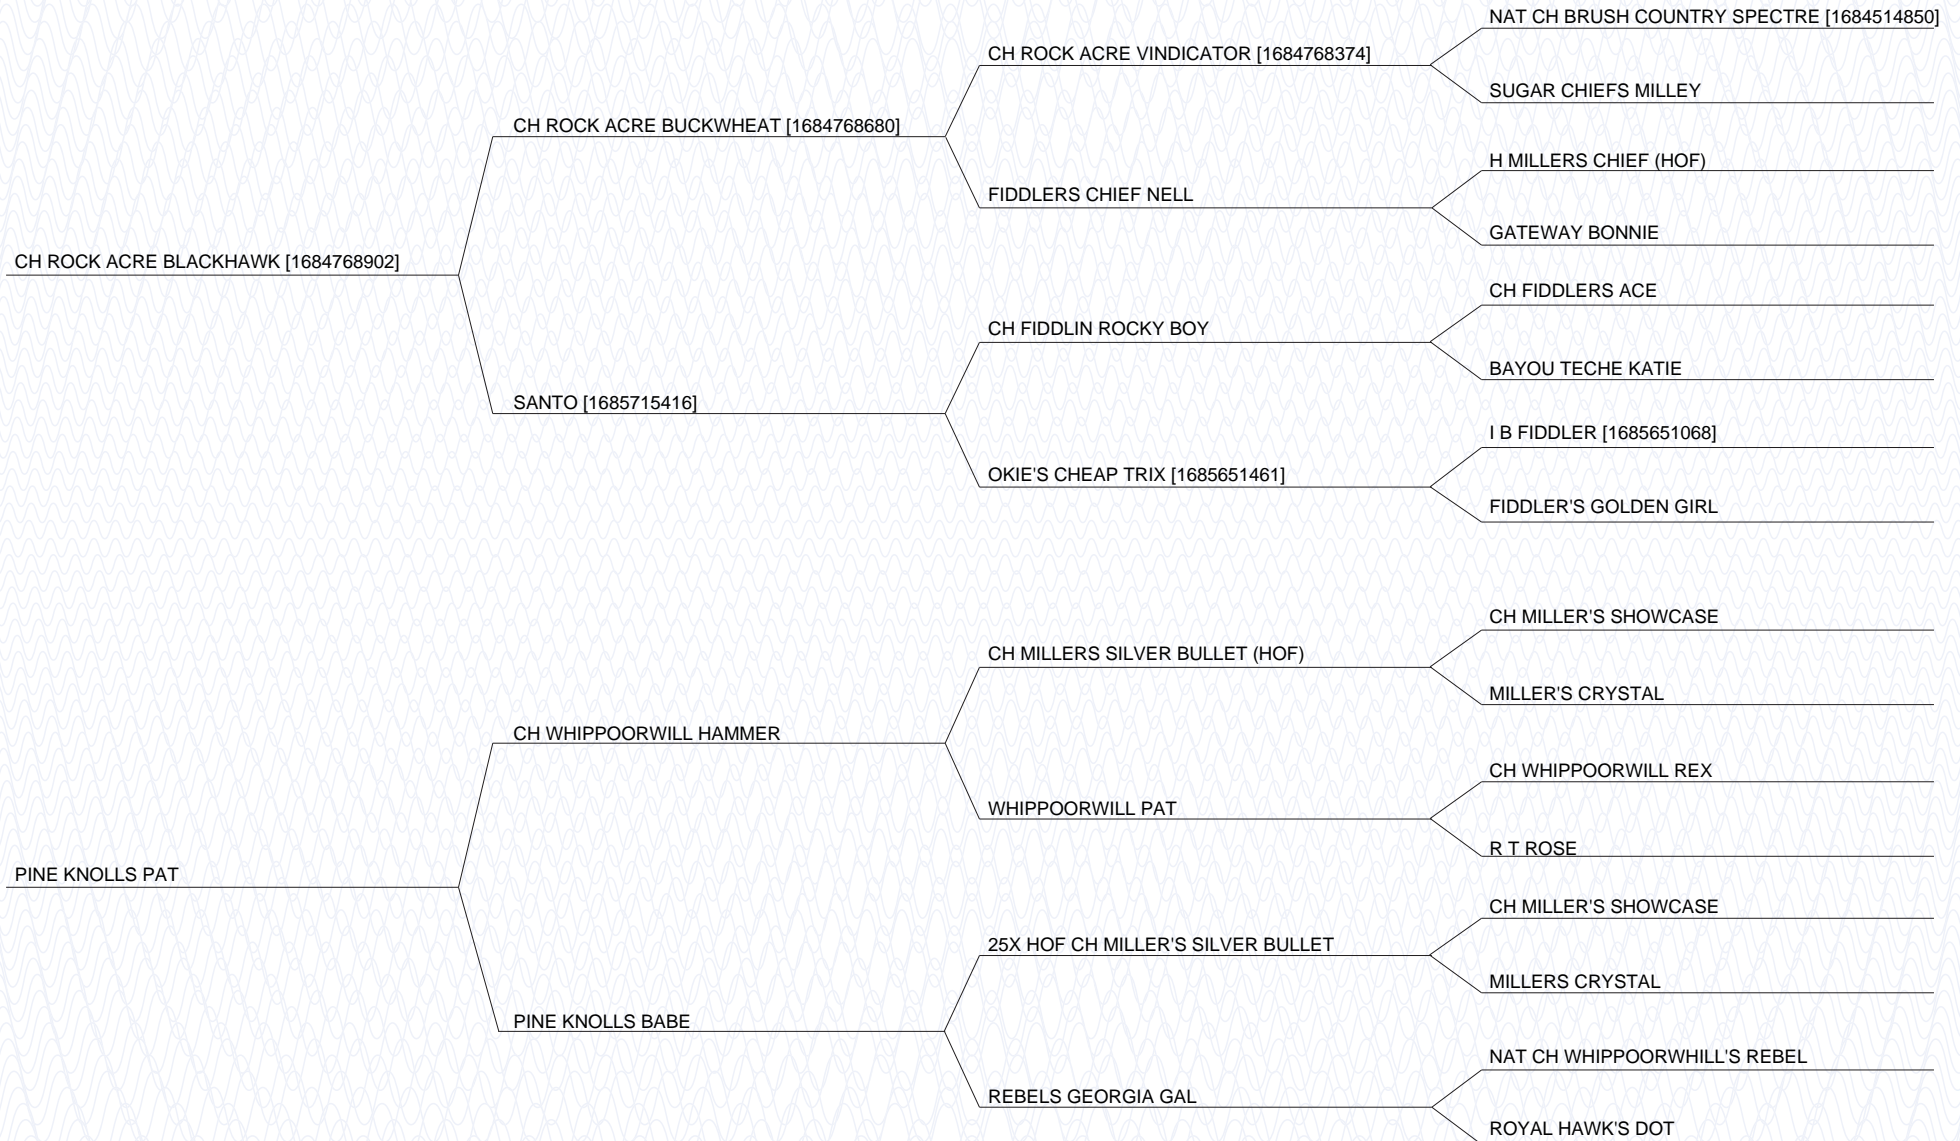 NAT CH BRUSH COUNTRY SPECTRE [1684514850]
CH ROCK ACRE VINDICATOR [1684768374]
SUGAR CHIEFS MILLEY
CH ROCK ACRE BUCKWHEAT [1684768680]
H MILLERS CHIEF (HOF)
FIDDLERS CHIEF NELL
GATEWAY BONNIE
CH ROCK ACRE BLACKHAWK [1684768902]
CH FIDDLERS ACE
CH FIDDLIN ROCKY BOY
BAYOU TECHE KATIE
SANTO [1685715416]
I B FIDDLER [1685651068]
OKIE'S CHEAP TRIX [1685651461]
FIDDLER'S GOLDEN GIRL
CH MILLER'S SHOWCASE
CH MILLERS SILVER BULLET (HOF)
MILLER'S CRYSTAL
CH WHIPPOORWILL HAMMER
CH WHIPPOORWILL REX
WHIPPOORWILL PAT
R T ROSE
PINE KNOLLS PAT
CH MILLER'S SHOWCASE
25X HOF CH MILLER'S SILVER BULLET
MILLERS CRYSTAL
PINE KNOLLS BABE
NAT CH WHIPPOORWHILL'S REBEL
REBELS GEORGIA GAL
ROYAL HAWK'S DOT